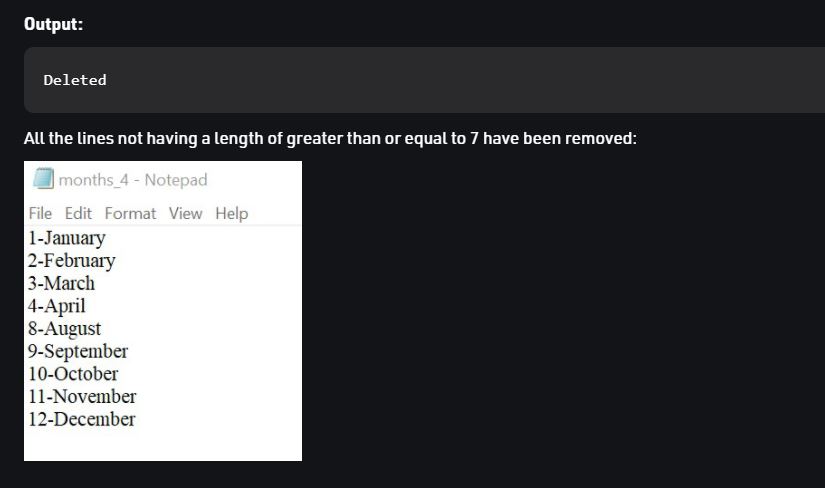 Output:
Deleted
All the lines not having a length of greater than or equal to 7 have been removed:
months_4 - Notepad
File Edit Format View Help
1-January
2-February
3-March
4-April
8-August
9-September
10-October
11-November
12-December